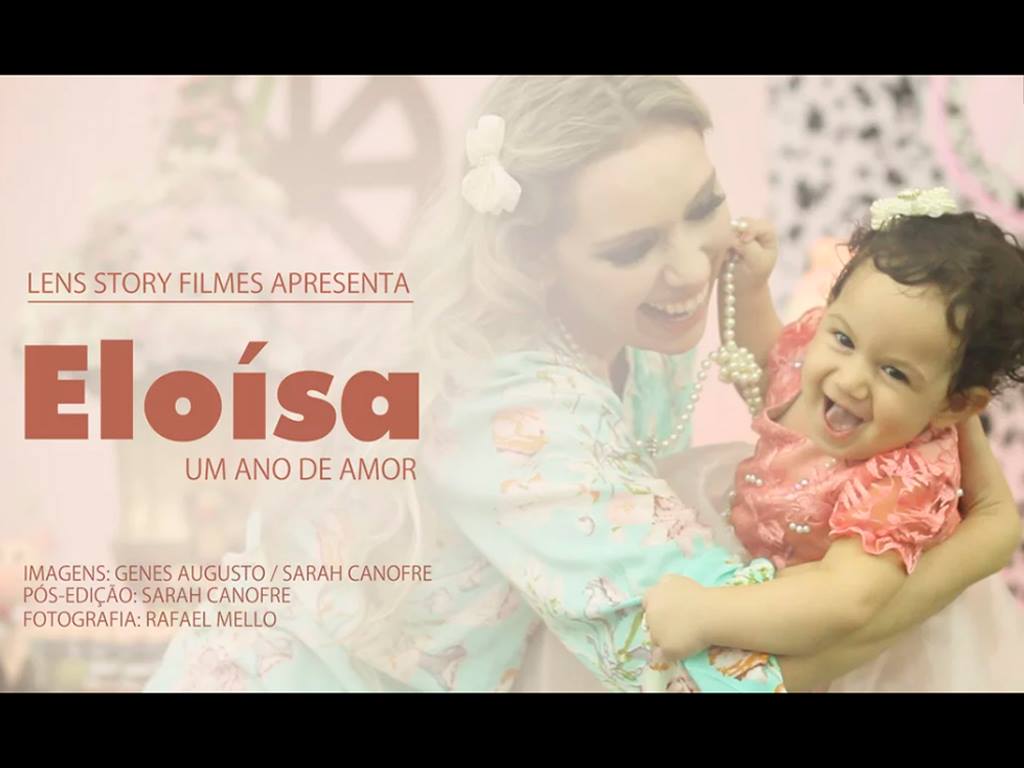 LENS STORY FILMES APRESENTA
Eloísa
UM ANO DE AMOR
IMAGENS: GENES AUGUSTO / SARAH CANOFRE
PÓS-EDIÇÃO: SARAH CANOFRE
FOTOGRAFIA: RAFAEL MELLO